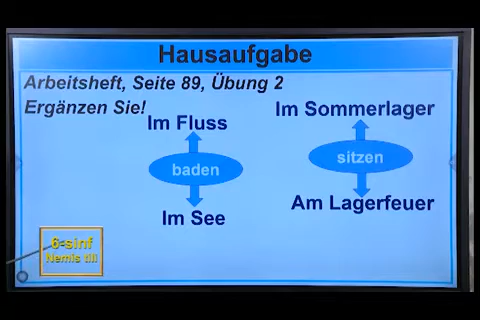 Hausaufgabe
Arbeitsheft, Seite 89, Übung 2
Ergänzen Sie!
Im Fluss
baden
Im See
Im Sommerlager
sitzen
Am Lagerfeuer
6-sinf
Nemis tili